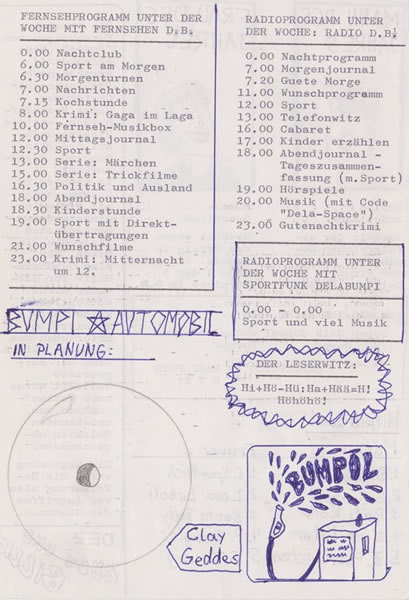 FERNSEHPROGRAMM UNTER DER
WOCHE MIT FERNSEHEN D.B.
0.00 Nachtclub
6.00 Sport am Morgen
6.30 Morgenturnen
7.00 Nachrichten
7.15 Kochstunde
8.00 Krimi: Gaga im Laga
10.00 Fernseh-Musikbox
12.00 Mittagsjournal
12.30 Sport
13.00 Serie: Märchen
15.00 Serie: Trickfilme
16.30 Politik und Ausland
18.00 Abendjournal
18.30 Kinderstunde
19.00 Sport mit Direkt-
übertragungen
21.00 Wunschfilme
23.00 Krimi: Mitternacht
um 12.
BUMPI AUTOMOBIL
IN PLANUNG:
RADIOPROGRAMM UNTER
DER WOCHE: RADIO D.B.
0.00 Nachtprogramm
7.00 Morgenjournal
7.20 Guete Morge
11.00 Wunschprogramm
12.00 Sport
13.00 Telefonwitz
16.00 Cabaret
17.00 Kinder erzählen
18.00 Abendjournal -
Tageszusammen-
fassung (m.Sport)
19.00 Hörspiele
20.00 Musik (mit Code
"Dela-Space")
23.00 Gutenachtkrimi
RADIOPROGRAMM UNTER
DER WOCHE MIT
SPORTFUNK DELABUMPI
0.00 - 0.00
Sport und viel Musik
DER LESERWITZ:
Hi+Hö-Hü:Ha+Hää=H!
Höhöhö!
BUMPÖL
Clay
Geddes